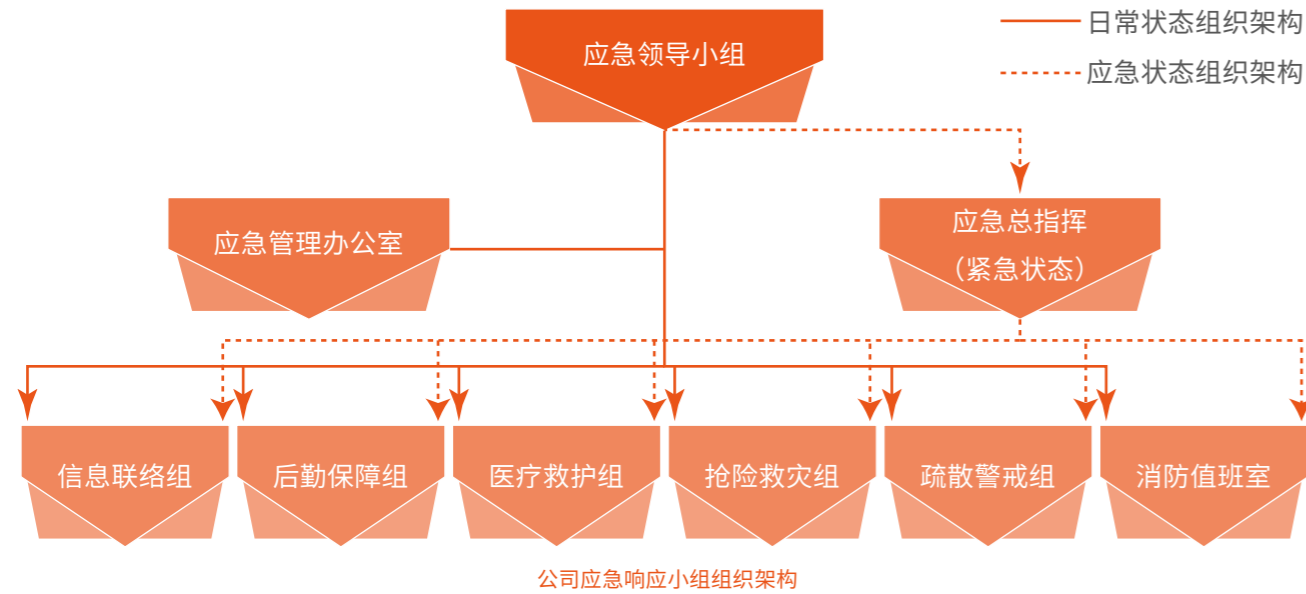 应急领导小组
日常状态组织架构
应急状态组织架构
应急管理办公室
应急总指挥
（紧急状态）
信息联络组
后勤保障组
医疗救护组
抢险救灾组
疏散警戒组
消防值班室
公司应急响应小组组织架构